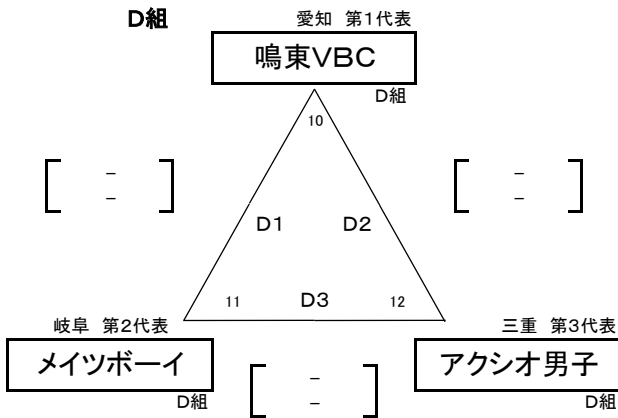 D組
愛知 第1代表
鳴東VBC
D組
10
[ - ] [ - ]
[ - ] [ - ]
D1 D2
11 D3 12
岐阜 第2代表 三重 第3代表
メイツボーイ アクシオ男子
D組 D組
[ - ]
[ - ]